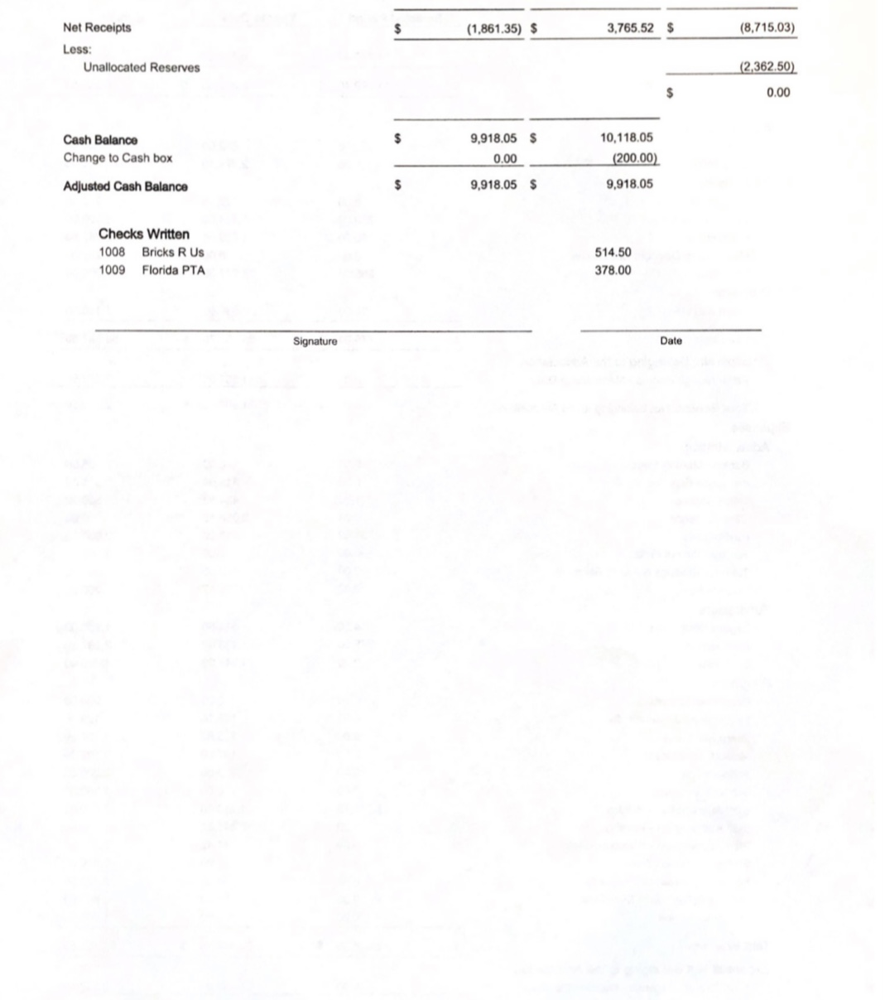 Net Receipts $ (1,861.35) $ 3,765.52 $ (8,715.03)
Less:
Unallocated Reserves (2,362.50)
$ 0.00
Cash Balance $ 9,918.05 $ 10,118.05
Change to Cash box 0.00 (200.00)
Adjusted Cash Balance $ 9,918.05 $ 9,918.05
Checks Written
1008 Bricks R Us 514.50
1009 Florida PTA 378.00
Signature Date